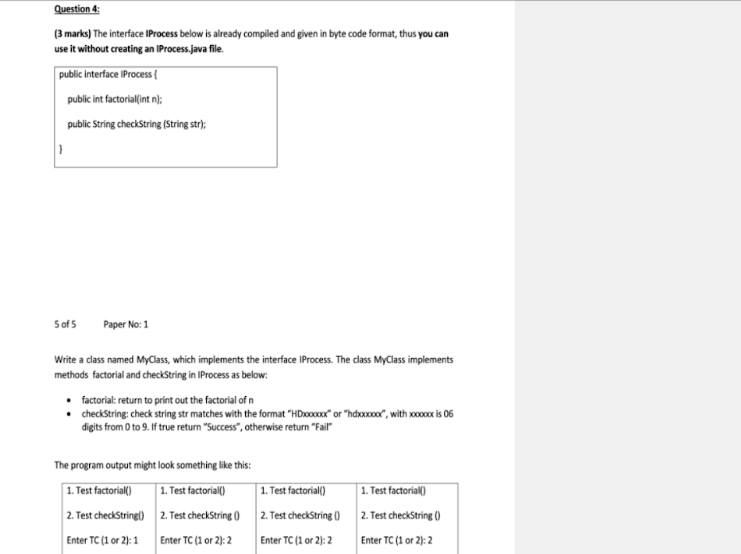 Question 4:
(3 marks) The interface IProcess below is already compiled and given in byte code format, thus you can
use it without creating an IProcess.java file.
public interface IProcess {
public int factorial(int n);
public String checkString (String str);
}
5 of 5 Paper No: 1
Write a class named MyClass, which implements the interface IProcess. The class MyClass implements
methods factorial and checkString in IProcess as below:
• factorial: return to print out the factorial of n
• checkString: check string str matches with the format "HDxxxxxx" or "hdxxxxxx", with xxxxxx is 06
digits from 0 to 9. If true return "Success", otherwise return "Fail"
The program output might look something like this:
1. Test factorial() 1. Test factorial() 1. Test factorial() 1. Test factorial()
2. Test checkString() 2. Test checkString () 2. Test checkString () 2. Test checkString ()
Enter TC (1 or 2): 1 Enter TC (1 or 2): 2 Enter TC (1 or 2): 2 Enter TC (1 or 2): 2